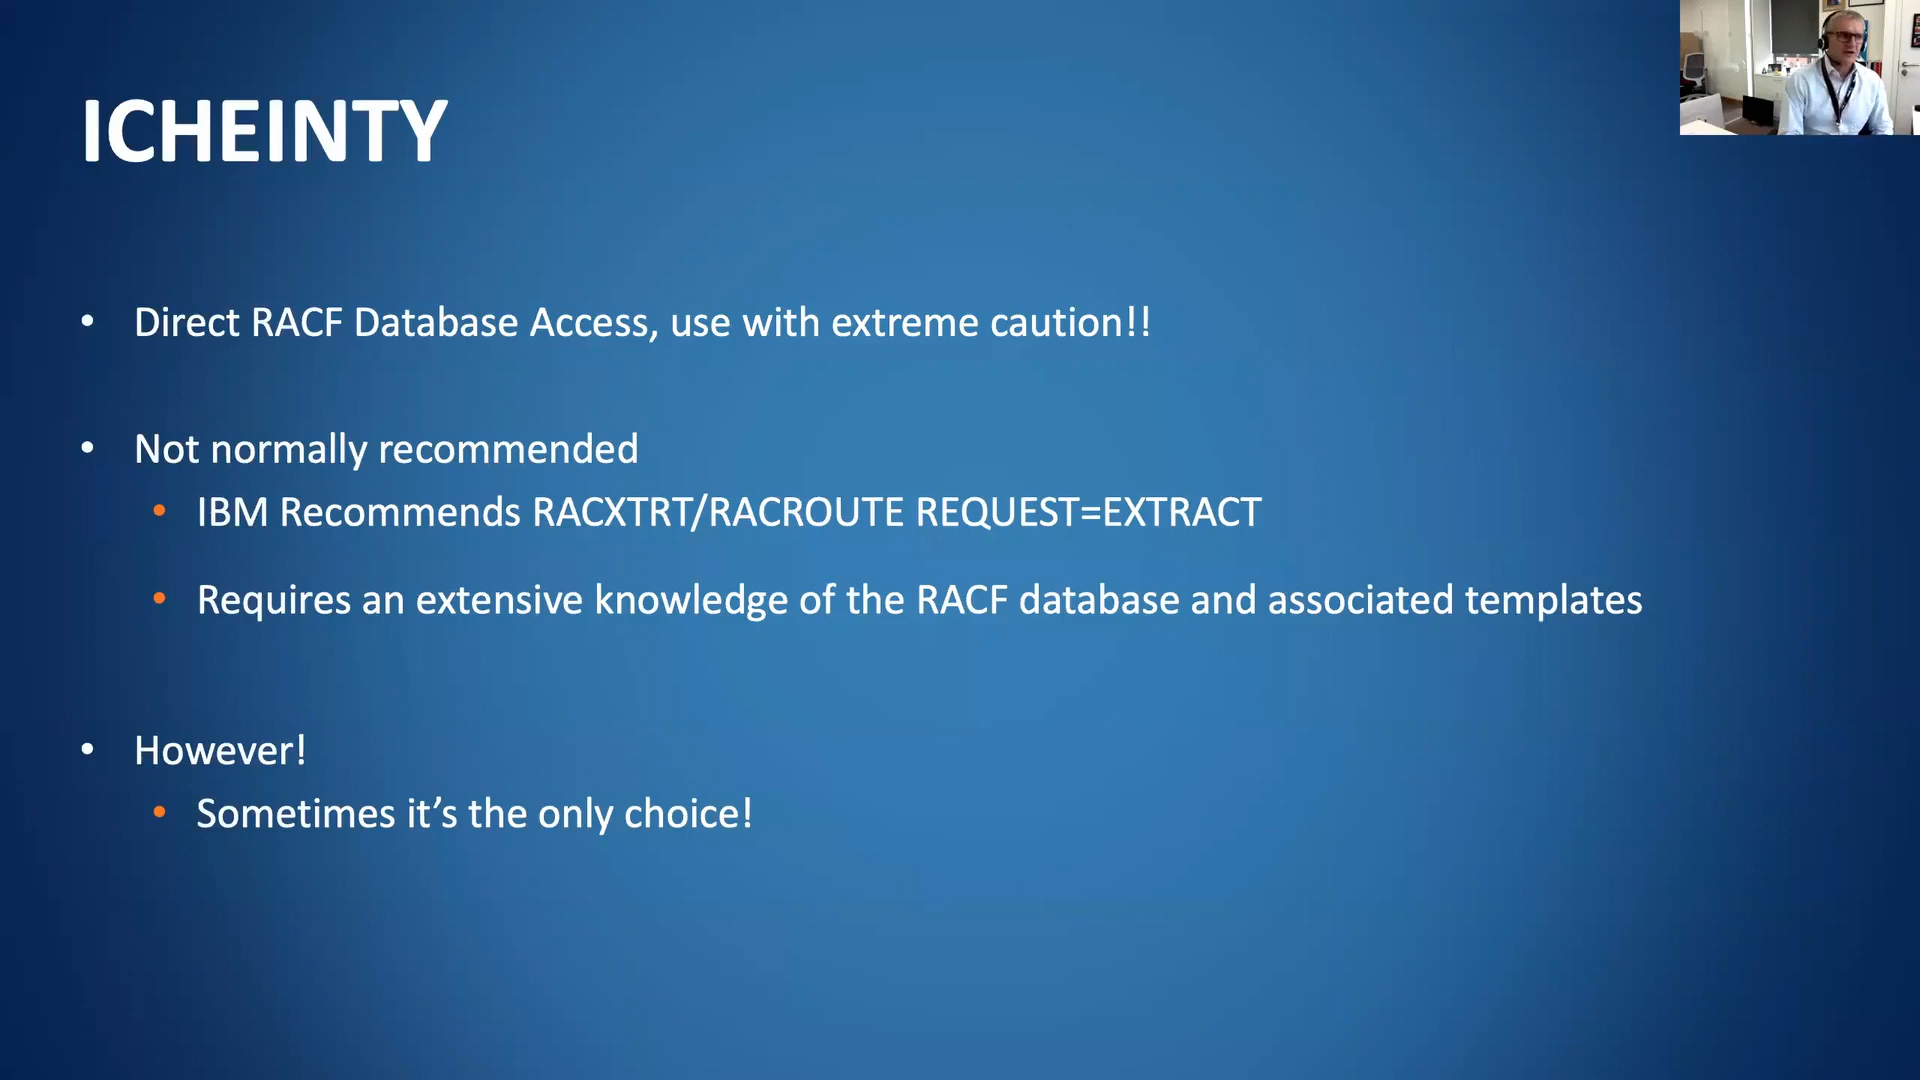 ICHEINTY
• Direct RACF Database Access, use with extreme caution!!
• Not normally recommended
• IBM Recommends RACXTRT/RACROUTE REQUEST=EXTRACT
• Requires an extensive knowledge of the RACF database and associated templates
• However!
• Sometimes it’s the only choice!